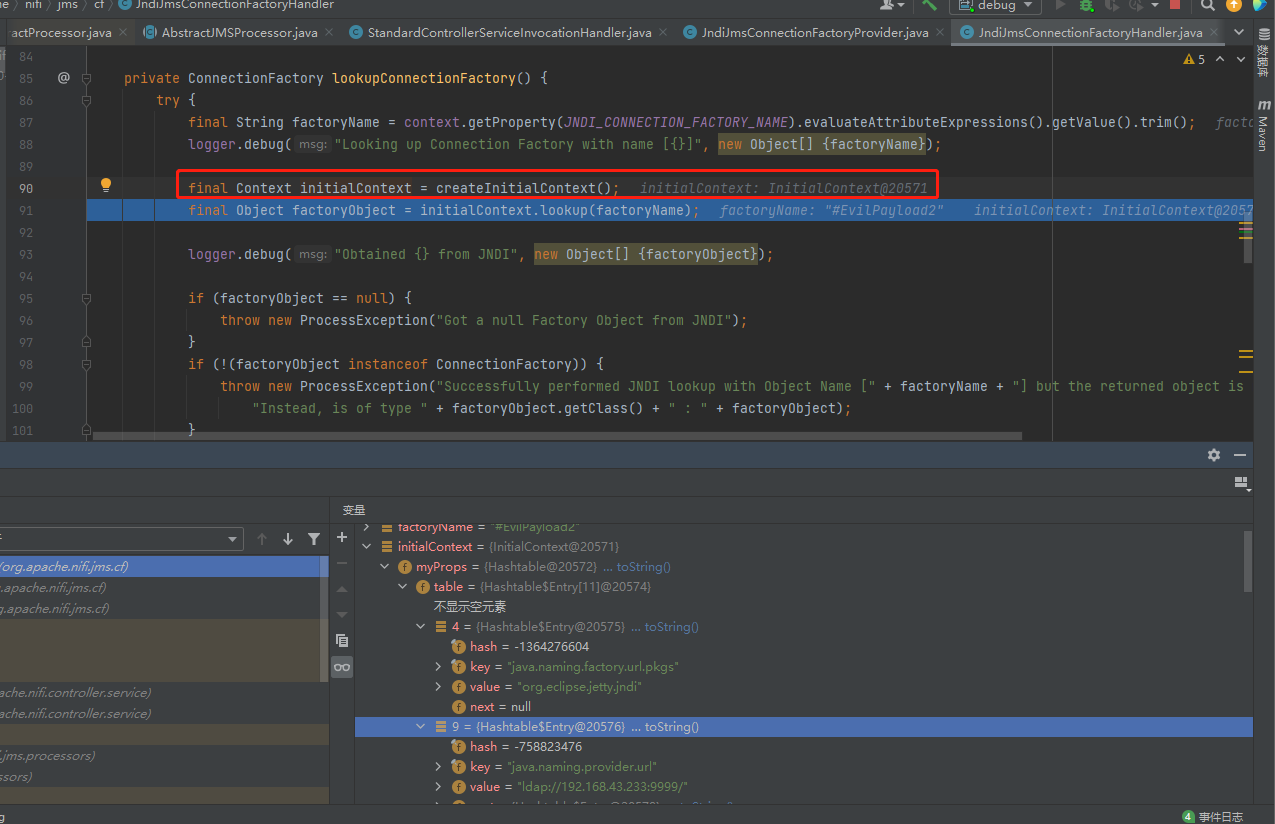 nifi jms cf JndiJmsConnectionFactoryHandler debug
actProcessor.java AbstractJMSProcessor.java StandardControllerServiceInvocationHandler.java JndiJmsConnectionFactoryProvider.java JndiJmsConnectionFactoryHandler.java
84
85 @ private ConnectionFactory lookupConnectionFactory() { 5
86 try {
87 final String factoryName = context.getProperty(JNDI_CONNECTION_FACTORY_NAME).evaluateAttributeExpressions().getValue().trim(); facto
88 logger.debug( msg: "Looking up Connection Factory with name [{}]", new Object[] {factoryName});
89
90 final Context initialContext = createInitialContext(); initialContext: InitialContext@20571
91 final Object factoryObject = initialContext.lookup(factoryName); factoryName: "#EvilPayload2" initialContext: InitialContext@2057
92
93 logger.debug( msg: "Obtained {} from JNDI", new Object[] {factoryObject});
94
95 if (factoryObject == null) {
96 throw new ProcessException("Got a null Factory Object from JNDI");
97 }
98 if (!(factoryObject instanceof ConnectionFactory)) {
99 throw new ProcessException("Successfully performed JNDI lookup with Object Name [" + factoryName + "] but the returned object is
100 "Instead, is of type " + factoryObject.getClass() + " : " + factoryObject);
101 }
数据库
m Maven
变量
(org.apache.nifi.jms.cf)
g.apache.nifi.jms.cf)
g.apache.nifi.jms.cf)
ache.nifi.controller.service)
ache.nifi.controller.service)
i.jms.processors)
ssors)
factoryName = "#EvilPayload2"
initialContext = {InitialContext@20571}
myProps = {Hashtable@20572} ... toString()
table = {Hashtable$Entry[11]@20574}
不显示空元素
4 = {Hashtable$Entry@20575} ... toString()
hash = -1364276604
key = "java.naming.factory.url.pkgs"
value = "org.eclipse.jetty.jndi"
next = null
9 = {Hashtable$Entry@20576} ... toString()
hash = -758823476
key = "java.naming.provider.url"
value = "ldap://192.168.43.233:9999/"
4 事件日志